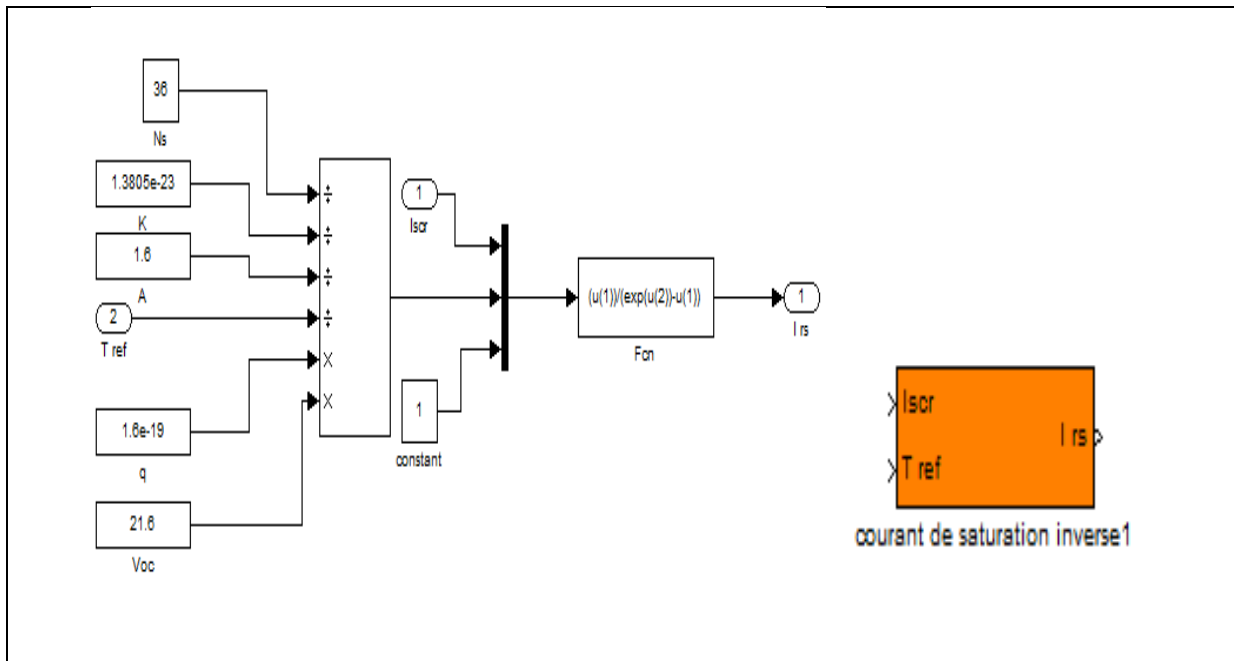 36
Ns
1.3805e-23
K
1.6
A
2
T ref
1.6e-19
q
21.6
Voc
÷
÷
÷
÷
×
×
1
Iscr
1
constant
(u(1))/(exp(u(2))-u(1))
Fcn
1
I rs
Iscr
T ref
I rs
courant de saturation inverse1